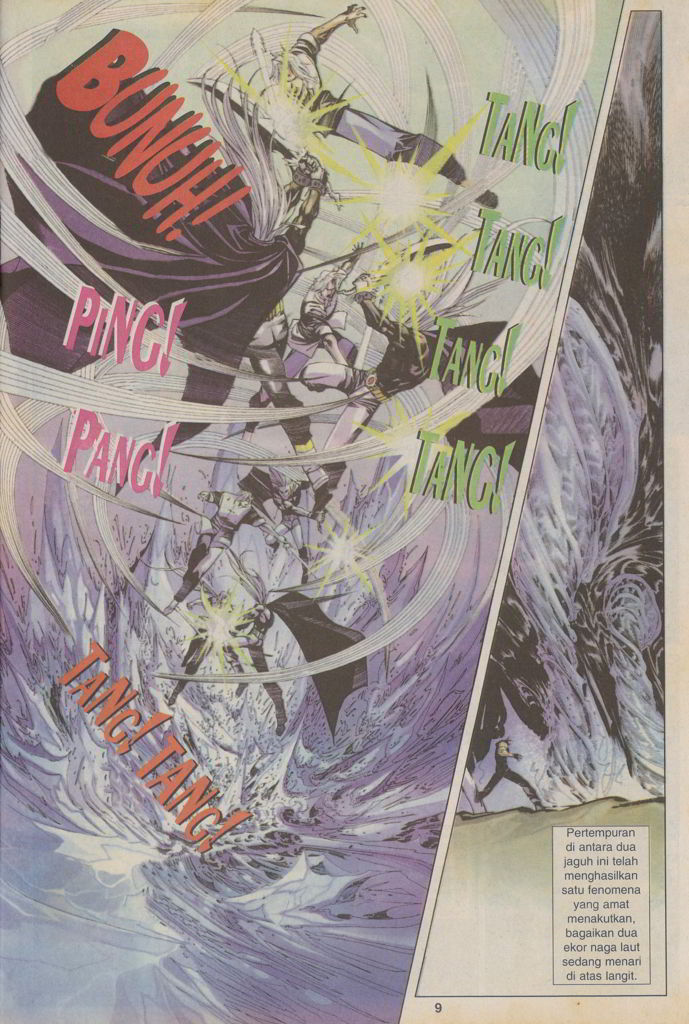 BUNUH!
TANG!
TANG!
PING!
TANG!
PANG!
TANG!
TANG! TANG!
Pertempuran
di antara dua
jaguh ini telah
menghasilkan
satu fenomena
yang amat
menakutkan,
bagaikan dua
ekor naga laut
sedang menari
di atas langit.
9